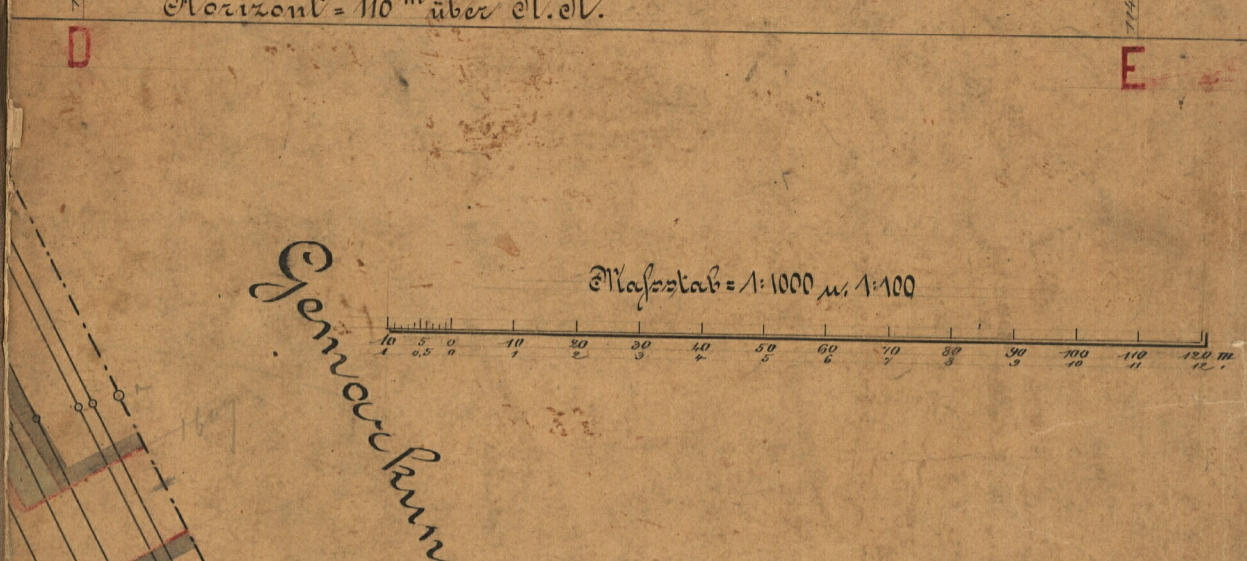 Horizont = 110 m über N.N.
D
E
Maßstab = 1:1000 u. 1:100
10 5 0 10 20 30 40 50 60 70 80 90 100 110 120 m.
1 0,5 0 1 2 3 4 5 6 7 8 9 10 11 12 "
Gemarkun